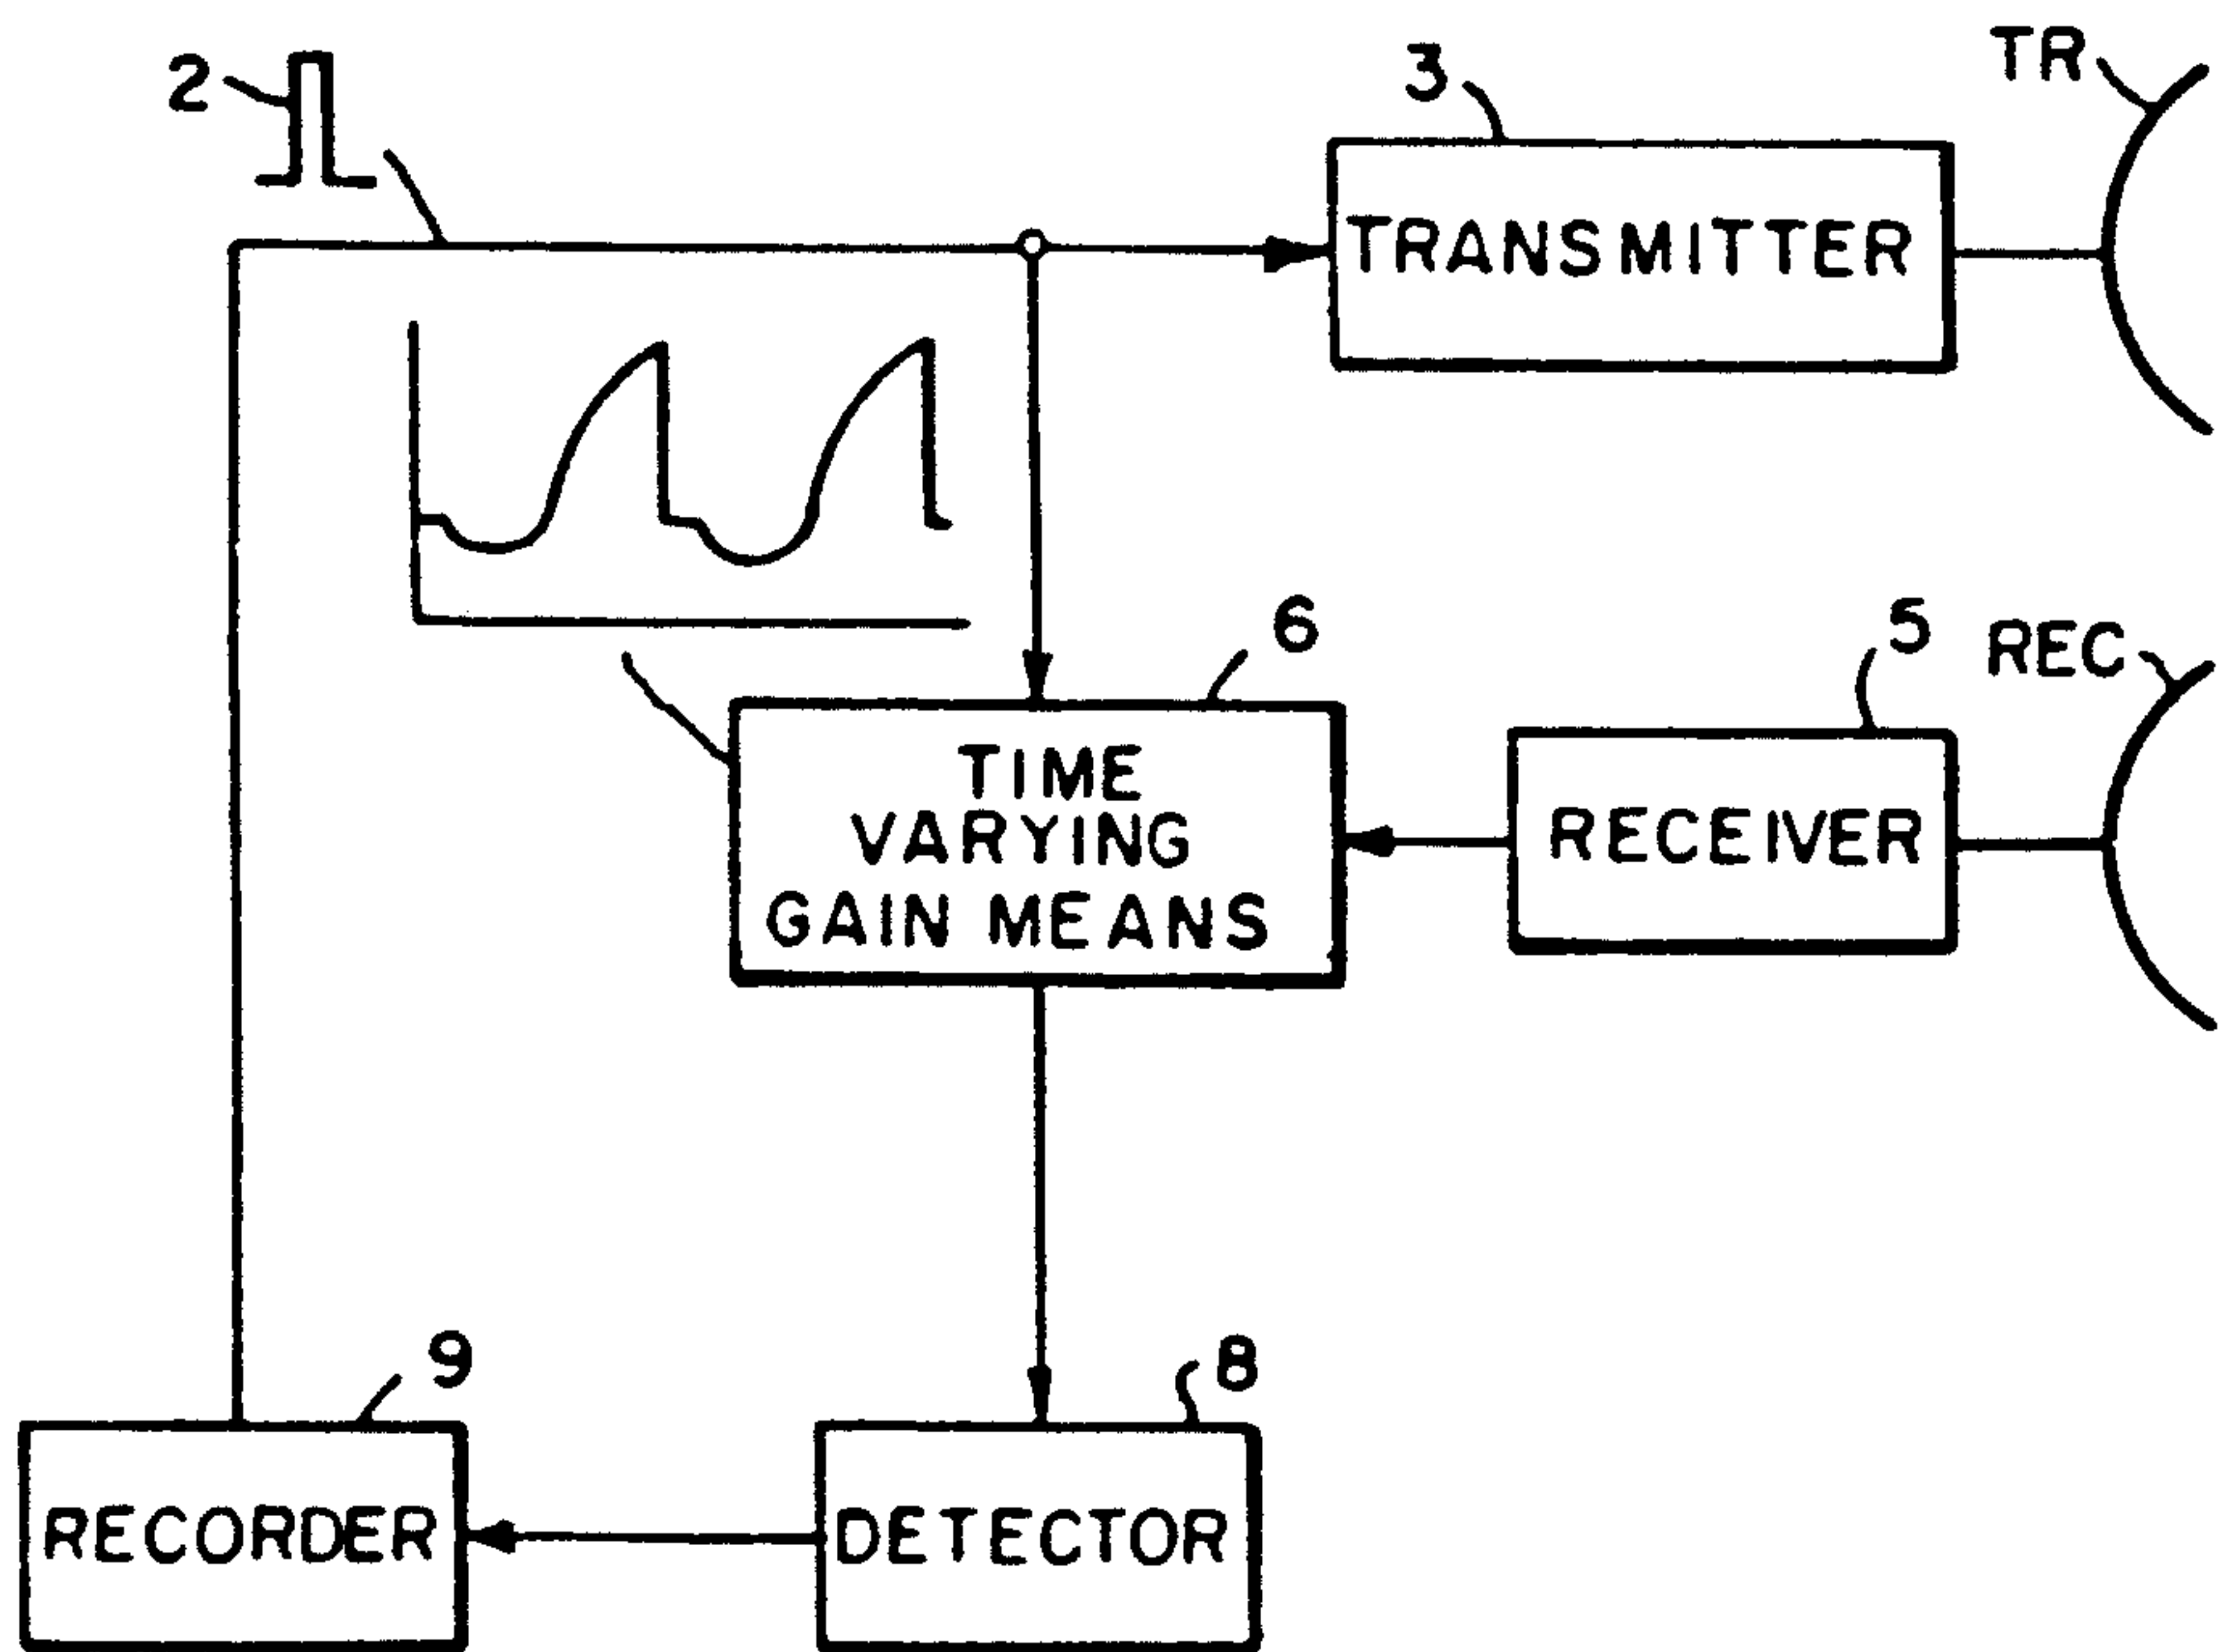 2
3
TR
TRANSMITTER
6
5
REC
TIME
VARYING
GAIN MEANS
RECEIVER
9
8
RECORDER
DETECTOR